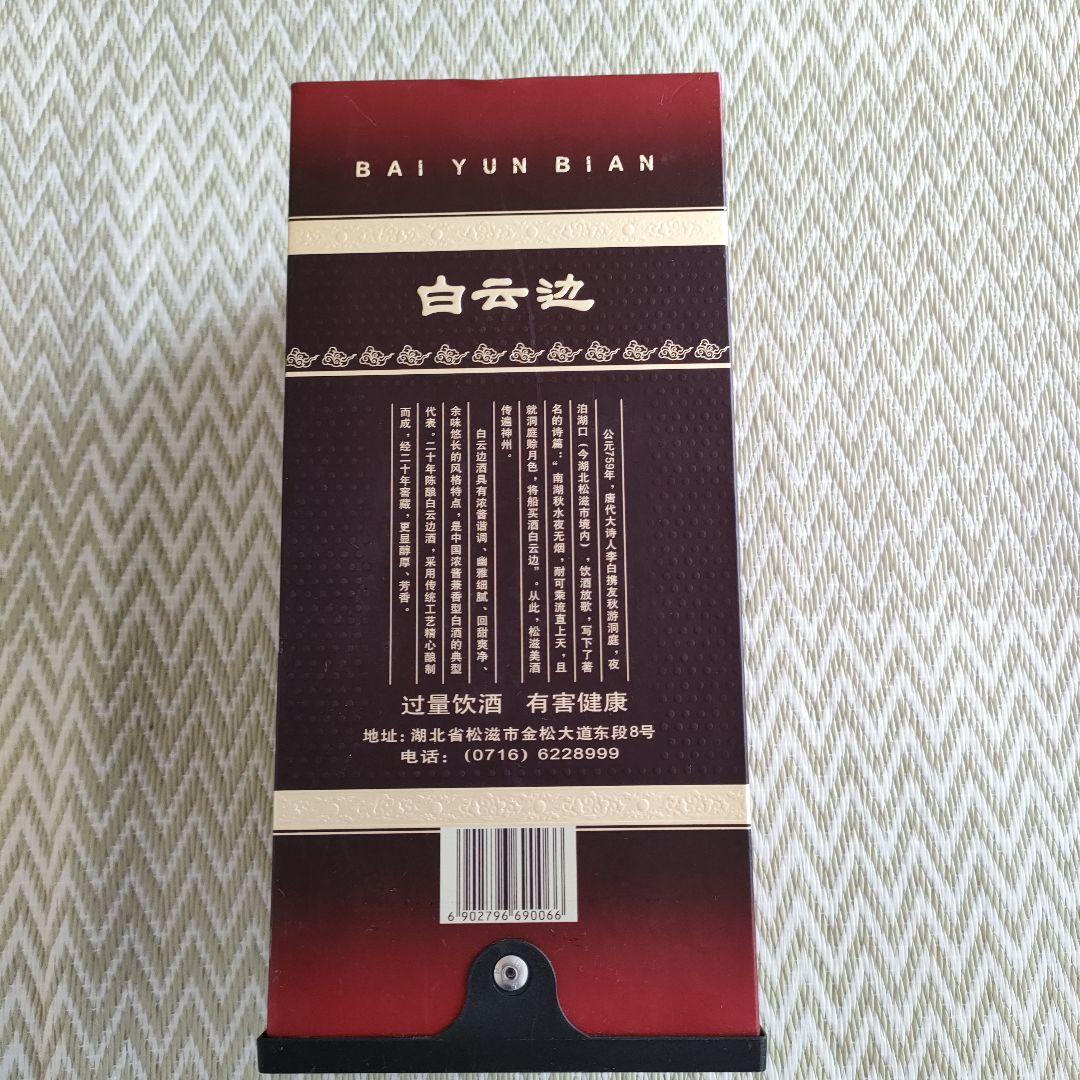 BAI YUN BIAN
白云边
公元759年，唐代大诗人李白携友秋游洞庭，夜
泊湖口（今湖北松滋市境内），饮酒放歌，写下了著
名的诗篇：“南湖秋水夜无烟，耐可乘流直上天，且
就洞庭赊月色，将船买酒白云边”。从此，松滋美酒
传遍神州。
白云边酒具有浓酱谐调、幽雅细腻、回甜爽净、
余味悠长的风格特点，是中国浓酱兼香型白酒的典型
代表。二十年陈酿白云边酒，采用传统工艺精心酿制
而成，经二十年窖藏，更显醇厚、芳香。
过量饮酒 有害健康
地址：湖北省松滋市金松大道东段8号
电话：(0716) 6228999
6 902796 690066